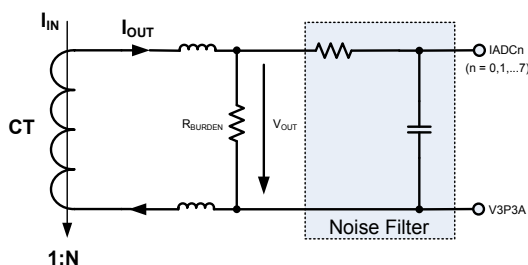 IIN
IOUT
IADCn
(n = 0,1,...7)
CT
RBURDEN
VOUT
V3P3A
Noise Filter
1:N